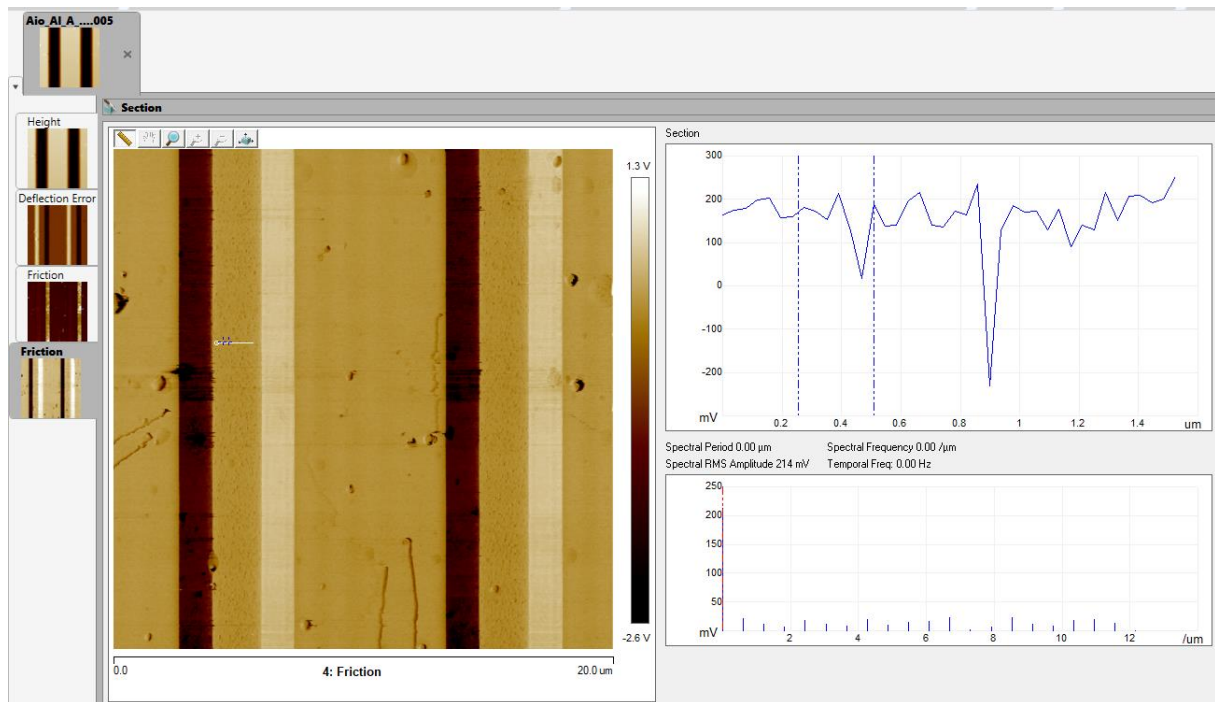 Aio_Al_A_....005
Height
Deflection Error
Friction
Friction
Section
1.3 V
-2.6 V
0.0
4: Friction
20.0 um
Section
300
200
100
0
-100
-200
mV
0.2
0.4
0.6
0.8
1
1.2
1.4
um
Spectral Period 0.00 µm
Spectral Frequency 0.00 /µm
Spectral RMS Amplitude 214 mV
Temporal Freq: 0.00 Hz
250
200
150
100
50
mV
2
4
6
8
10
12
/um